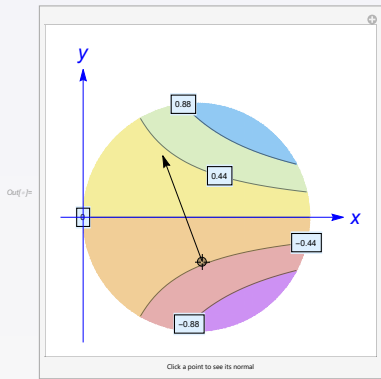 y
0.88
0.44
Out[◦]=
0
x
−0.44
−0.88
Click a point to see its normal